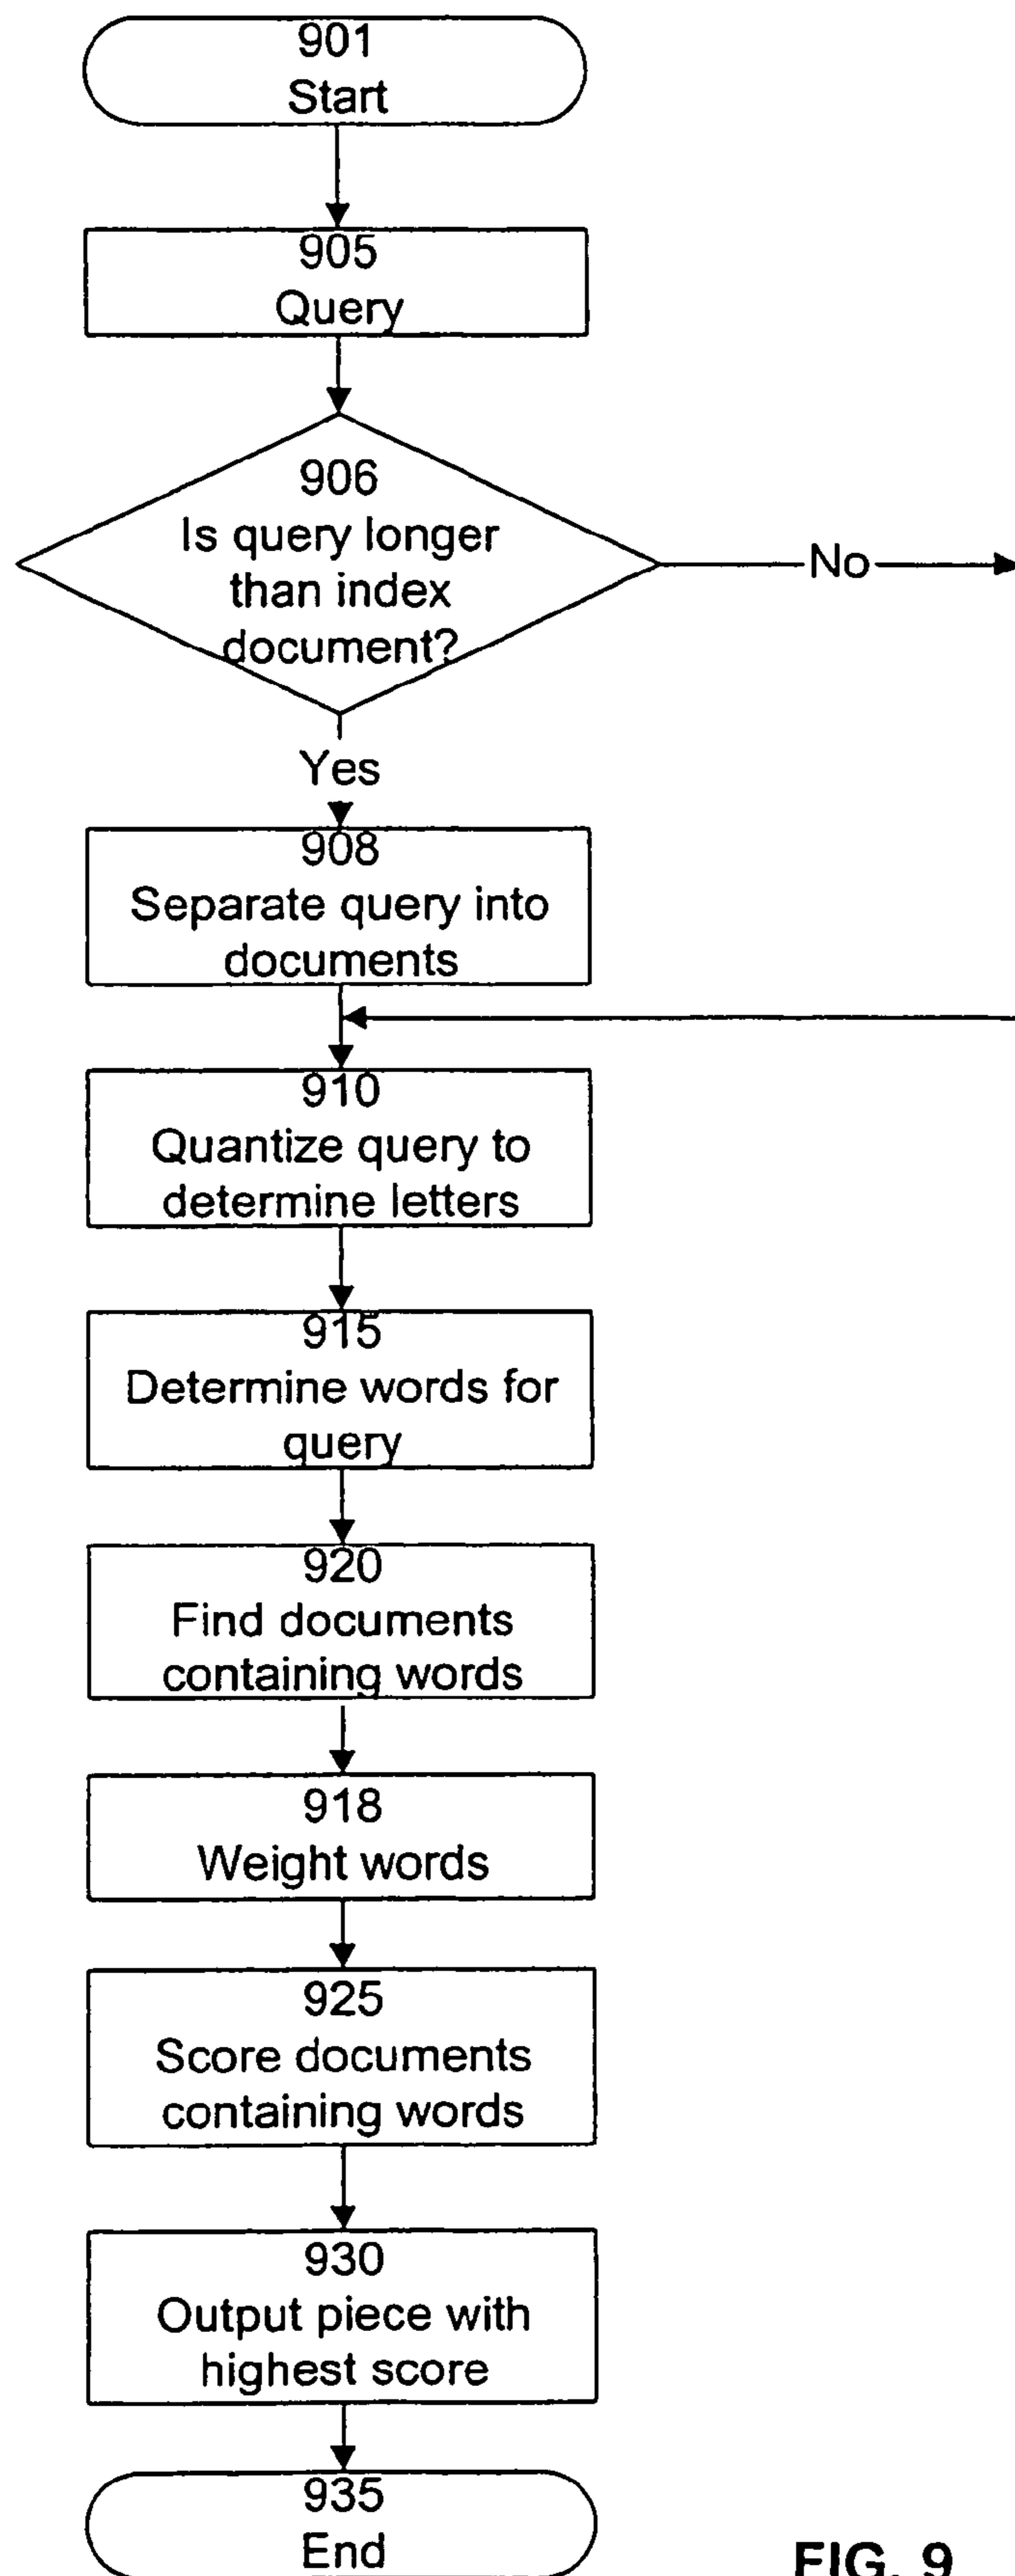 901
Start
905
Query
906
Is query longer
than index
document?
No
Yes
908
Separate query into
documents
910
Quantize query to
determine letters
915
Determine words for
query
920
Find documents
containing words
918
Weight words
925
Score documents
containing words
930
Output piece with
highest score
935
End
FIG. 9